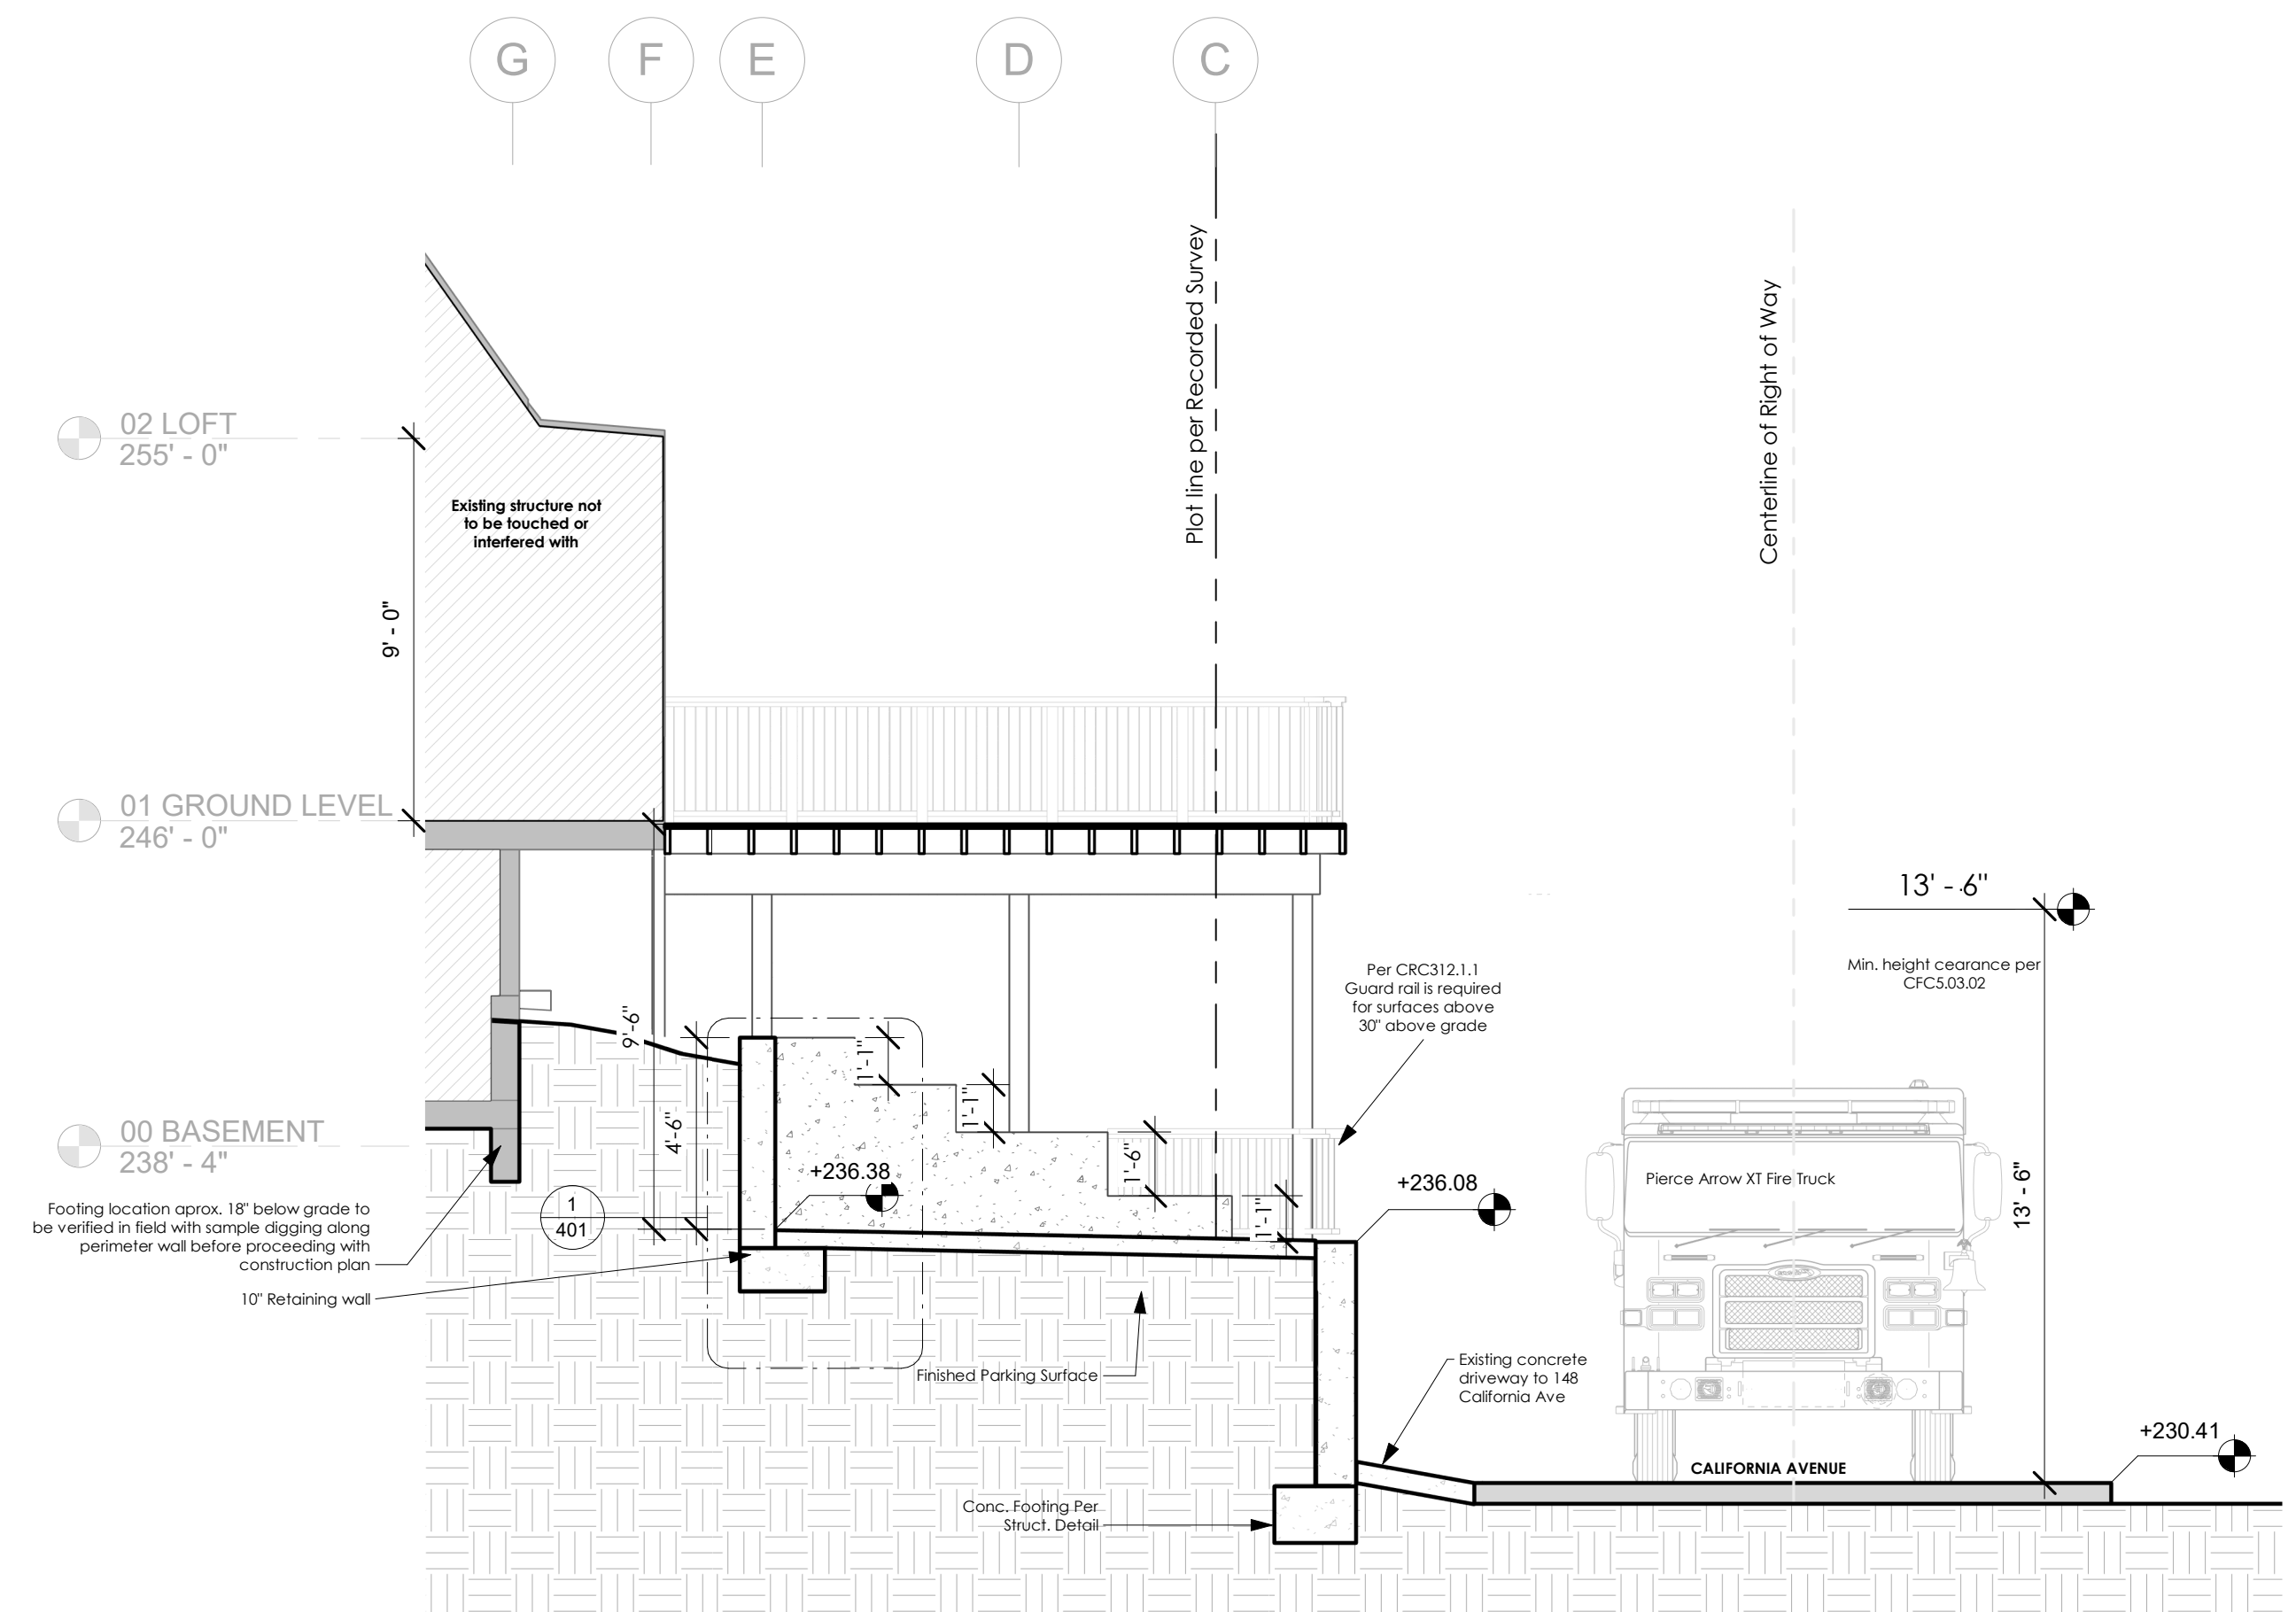 G
F
E
D
C
Plot line per Recorded Survey
Centerline of Right of Way
02 LOFT
255' - 0"
Existing structure not
to be touched or
interfered with
9' - 0"
01 GROUND LEVEL
246' - 0"
13' - 6"
Min. height cearance per
CFC5.03.02
Per CRC312.1.1
Guard rail is required
for surfaces above
30" above grade
9'-6"
1'-1"
1'-1"
4'-6"
00 BASEMENT
238' - 4"
1'-6"
+236.38
+236.08
Pierce Arrow XT Fire Truck
13' - 6"
1'-1"
Footing location aprox. 18" below grade to
be verified in field with sample digging along
perimeter wall before proceeding with
construction plan
1
401
10" Retaining wall
Finished Parking Surface
Existing concrete
driveway to 148
California Ave
+230.41
CALIFORNIA AVENUE
Conc. Footing Per
Struct. Detail